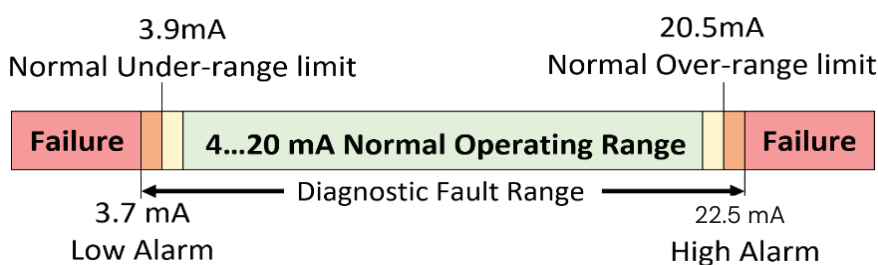 3.9mA
Normal Under-range limit
20.5mA
Normal Over-range limit
Failure
4...20 mA Normal Operating Range
Failure
Diagnostic Fault Range
3.7 mA
Low Alarm
22.5 mA
High Alarm